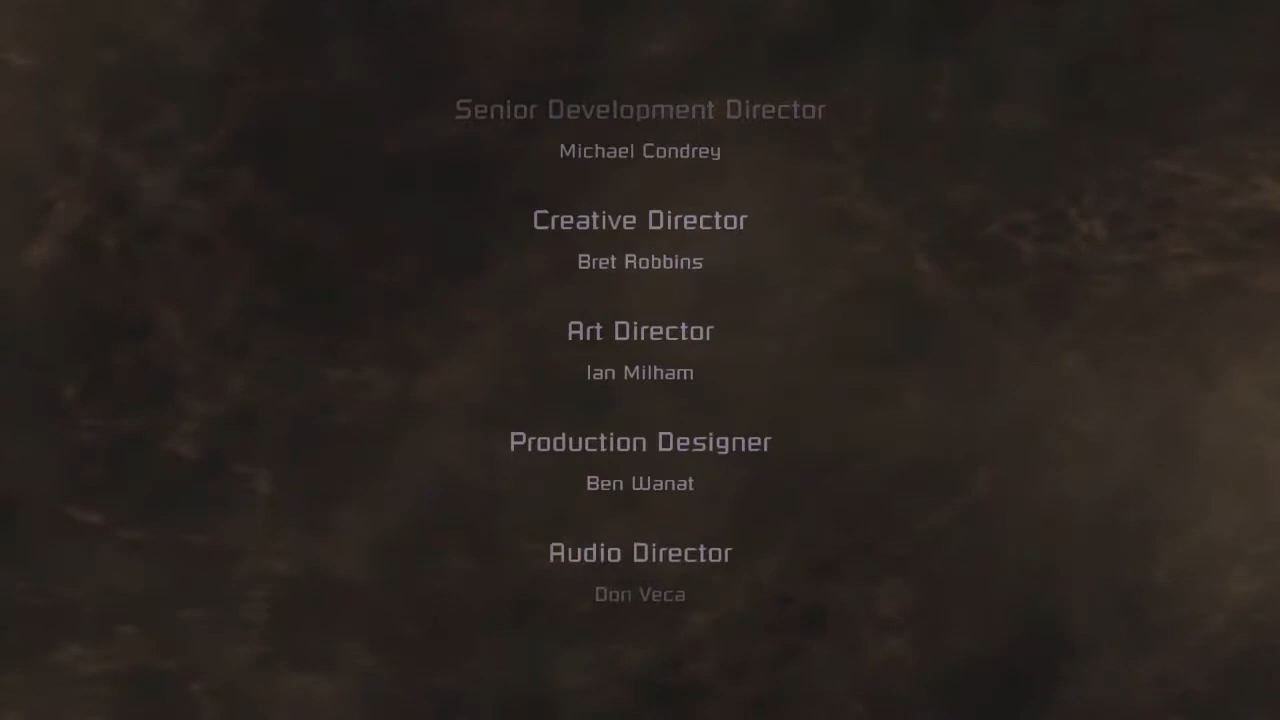 Senior Development Director
Michael Condrey
Creative Director
Bret Robbins
Art Director
Ian Milham
Production Designer
Ben Wanat
Audio Director
Don Veca